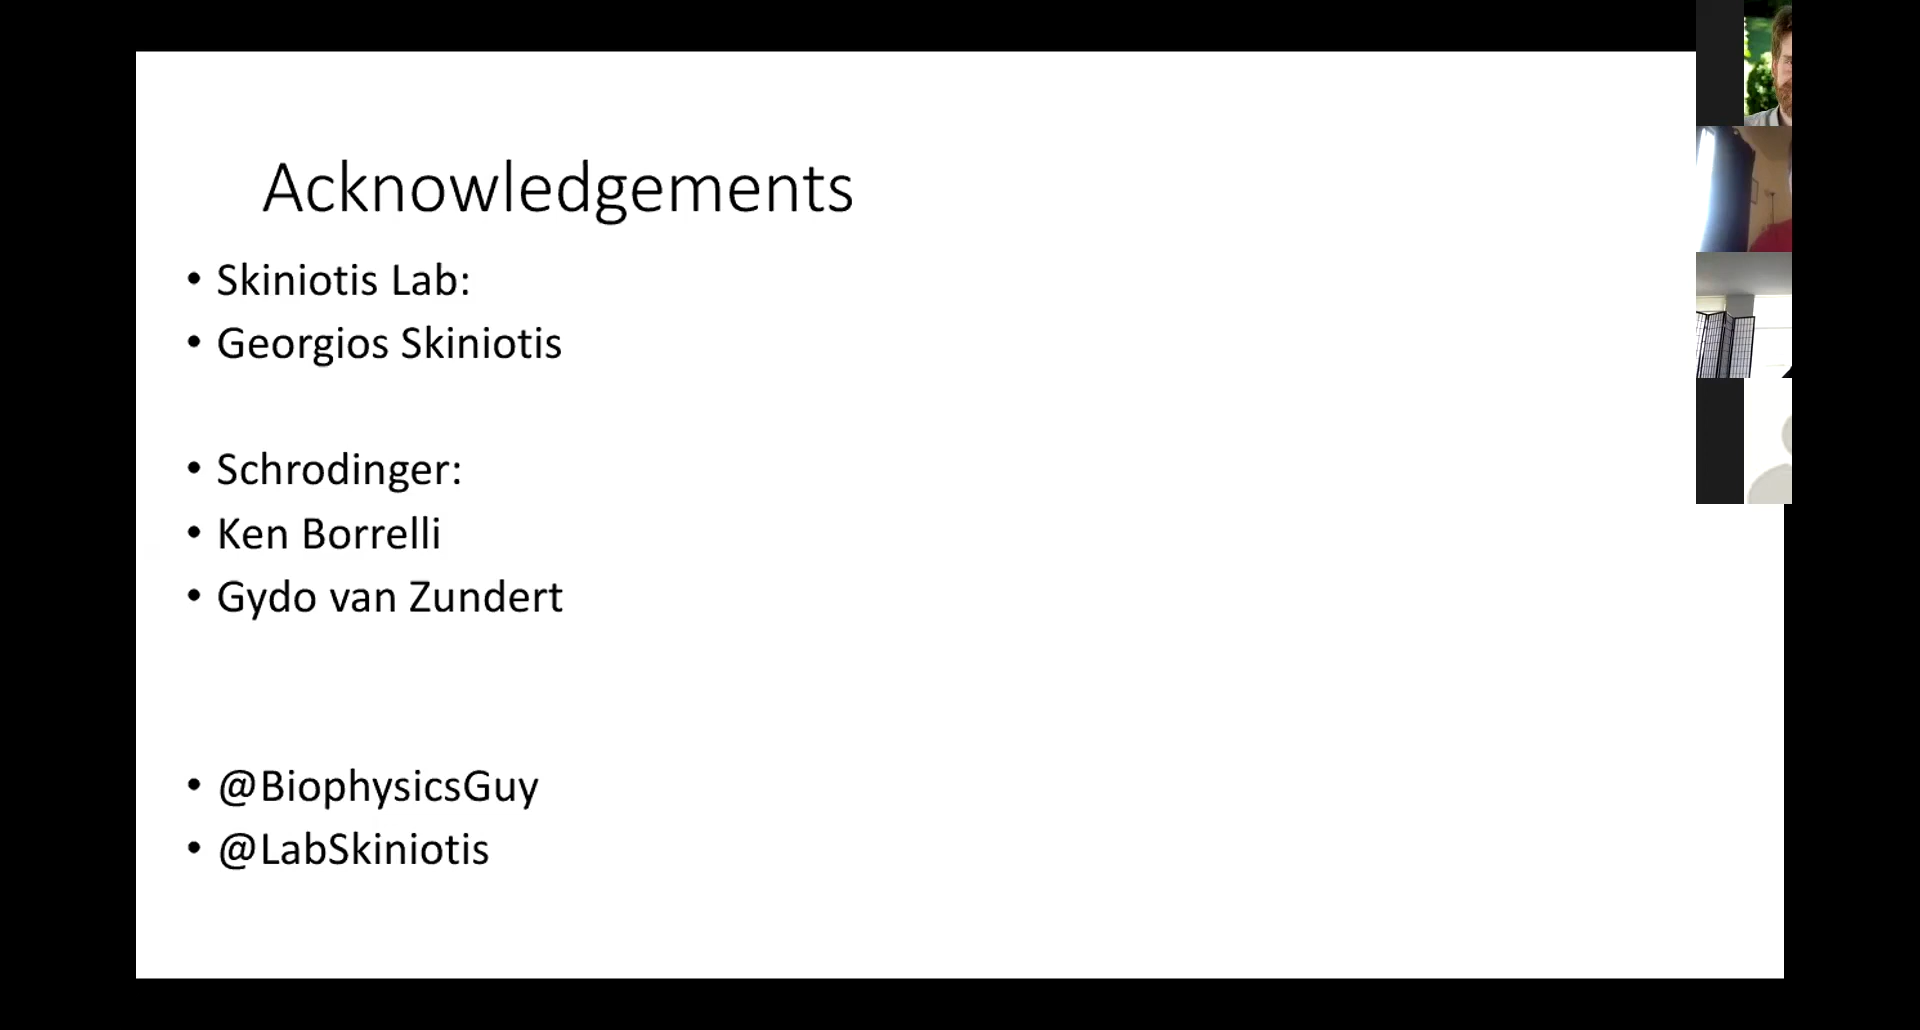 Acknowledgements
• Skiniotis Lab:
• Georgios Skiniotis
• Schrodinger:
• Ken Borrelli
• Gydo van Zundert
• @BiophysicsGuy
• @LabSkiniotis